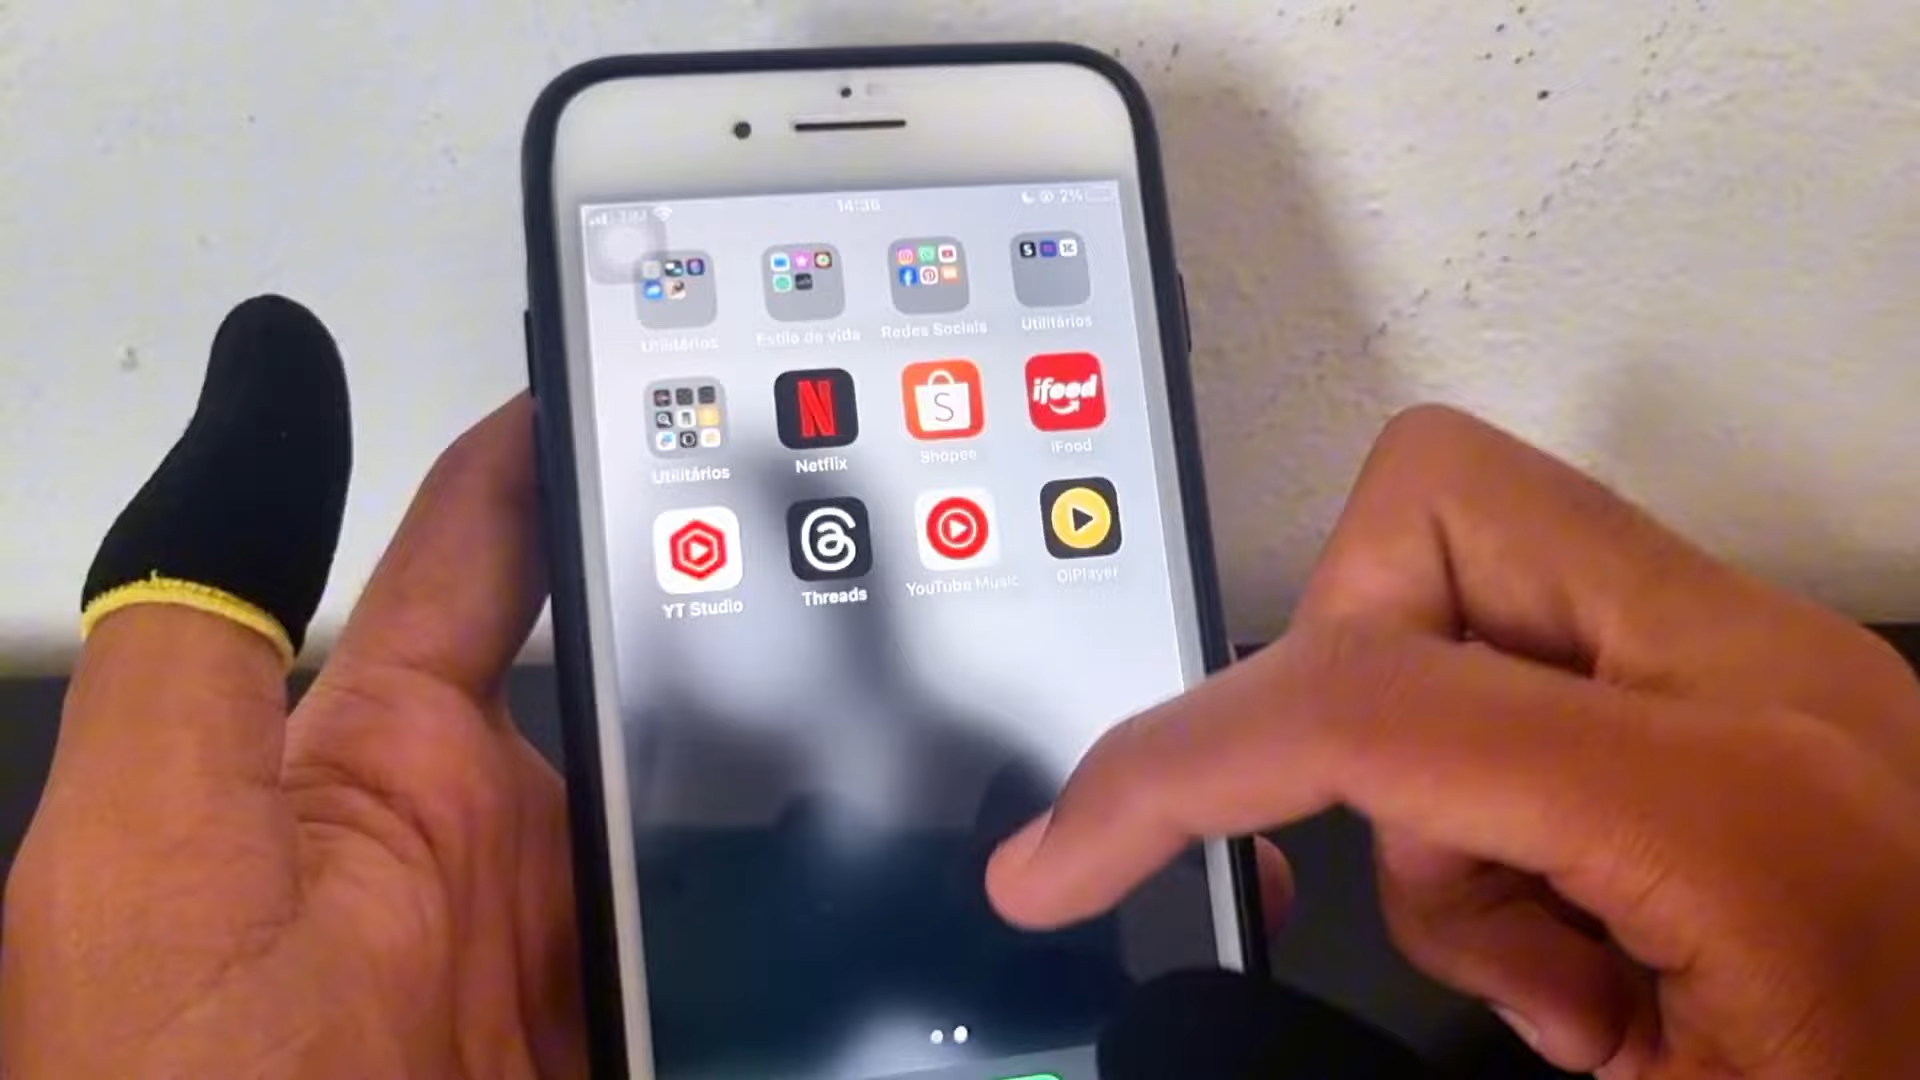 14:36 2%
Utilitários Estilo de vida Redes Sociais Utilitários
N S ifood
Utilitários Netflix Shopee iFood
YT Studio Threads YouTube Music OiPlayer